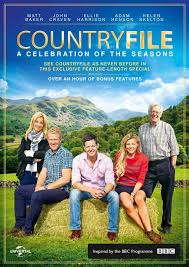 MATT BAKER JOHN CRAVEN ELLIE HARRISON ADAM HENSON HELEN SKELTON
COUNTRYFILE
A CELEBRATION OF THE SEASONS
SEE COUNTRYFILE AS NEVER BEFORE IN
THIS EXCLUSIVE FEATURE-LENGTH SPECIAL
OVER AN HOUR OF BONUS FEATURES
UNIVERSAL
Inspired by the BBC Programme
BBC